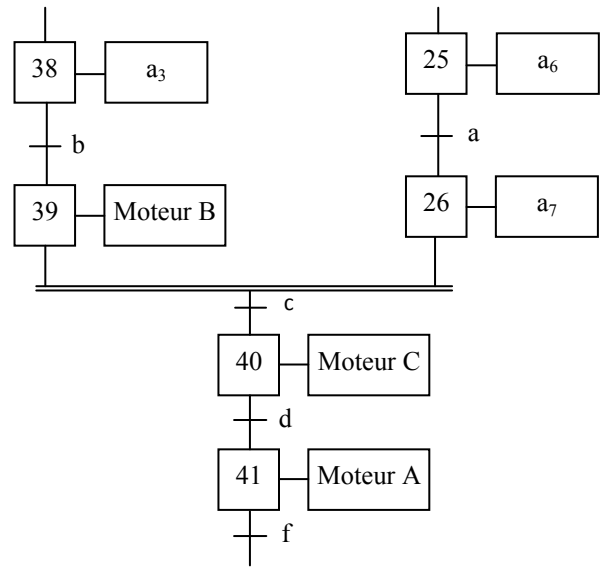 38 a₃ 25 a₆
b a
39 Moteur B 26 a₇
c
40 Moteur C
d
41 Moteur A
f